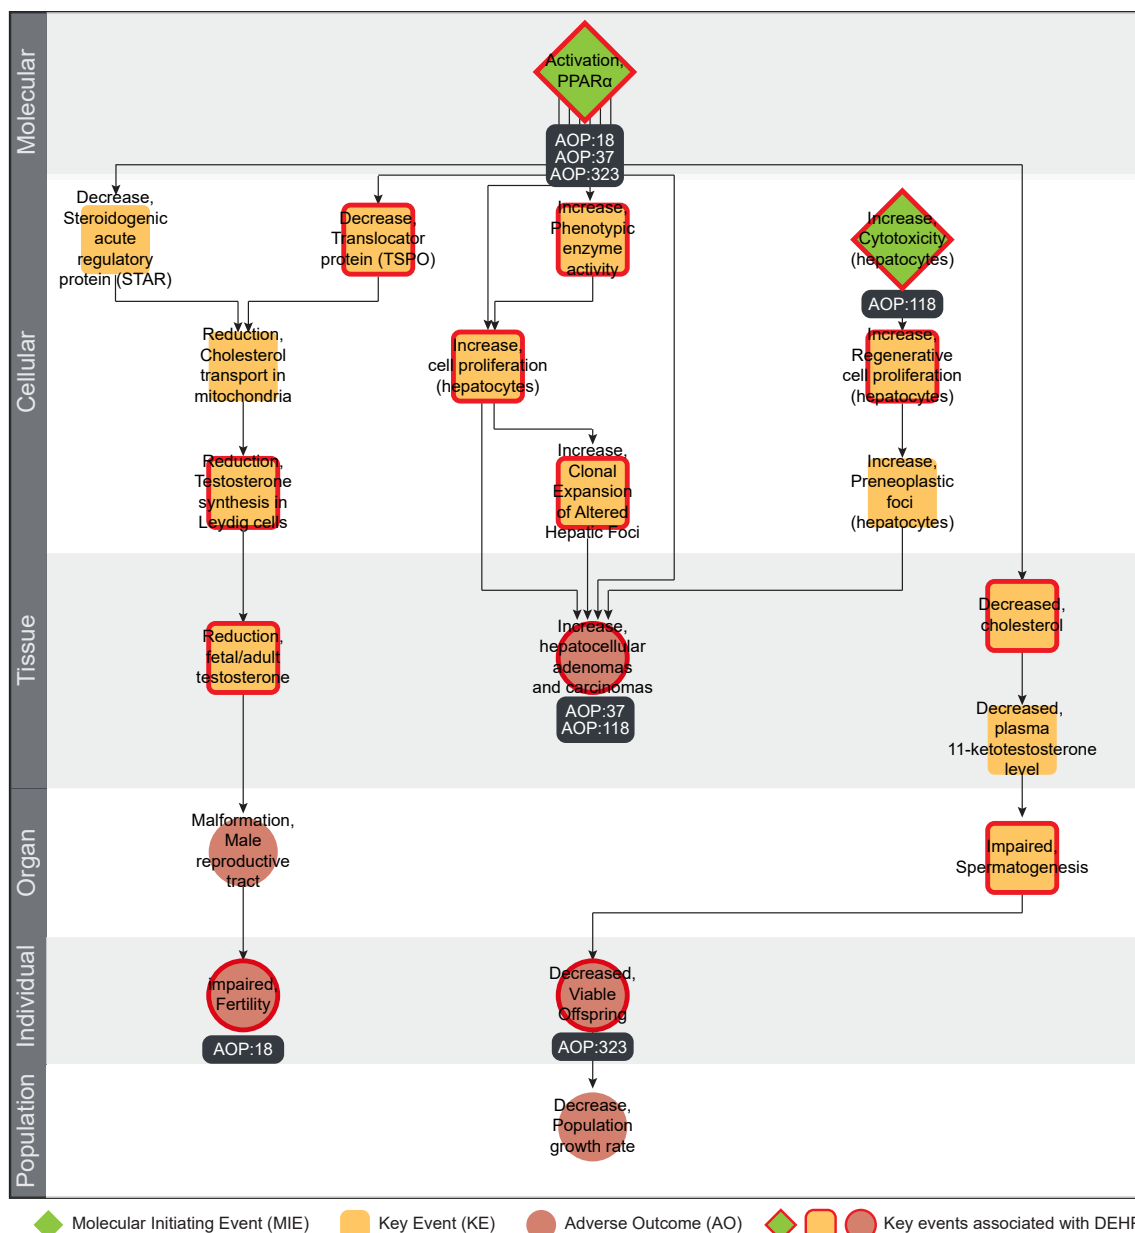 Molecular
Activation,
PPARα
AOP:18
AOP:37
AOP:323
Cellular
Decrease,
Steroidogenic
acute
regulatory
protein (STAR)
Decrease,
Translocator
protein (TSPO)
Increase,
Phenotypic
enzyme
activity
Increase,
Cytotoxicity
(hepatocytes)
AOP:118
Reduction,
Cholesterol
transport in
mitochondria
Increase,
cell proliferation
(hepatocytes)
Increase,
Regenerative
cell proliferation
(hepatocytes)
Reduction,
Testosterone
synthesis in
Leydig cells
Increase,
Clonal
Expansion
of Altered
Hepatic Foci
Increase,
Preneoplastic
foci
(hepatocytes)
Tissue
Reduction,
fetal/adult
testosterone
Increase,
hepatocellular
adenomas
and carcinomas
AOP:37
AOP:118
Decreased,
cholesterol
Decreased,
plasma
11-ketotestosterone
level
Organ
Malformation,
Male
reproductive
tract
Impaired,
Spermatogenesis
Individual
impaired,
Fertility
AOP:18
Decreased,
Viable
Offspring
AOP:323
Population
Decrease,
Population
growth rate
Molecular Initiating Event (MIE)
Key Event (KE)
Adverse Outcome (AO)
Key events associated with DEHP